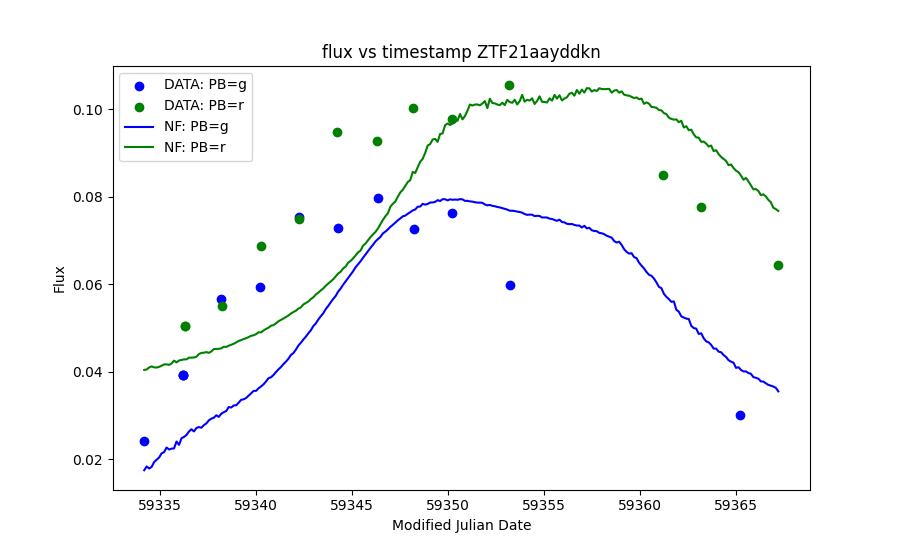 flux vs timestamp ZTF21aayddkn
DATA: PB=g
DATA: PB=r
NF: PB=g
NF: PB=r
0.10
0.08
0.06
0.04
0.02
Flux
59335 59340 59345 59350 59355 59360 59365
Modified Julian Date